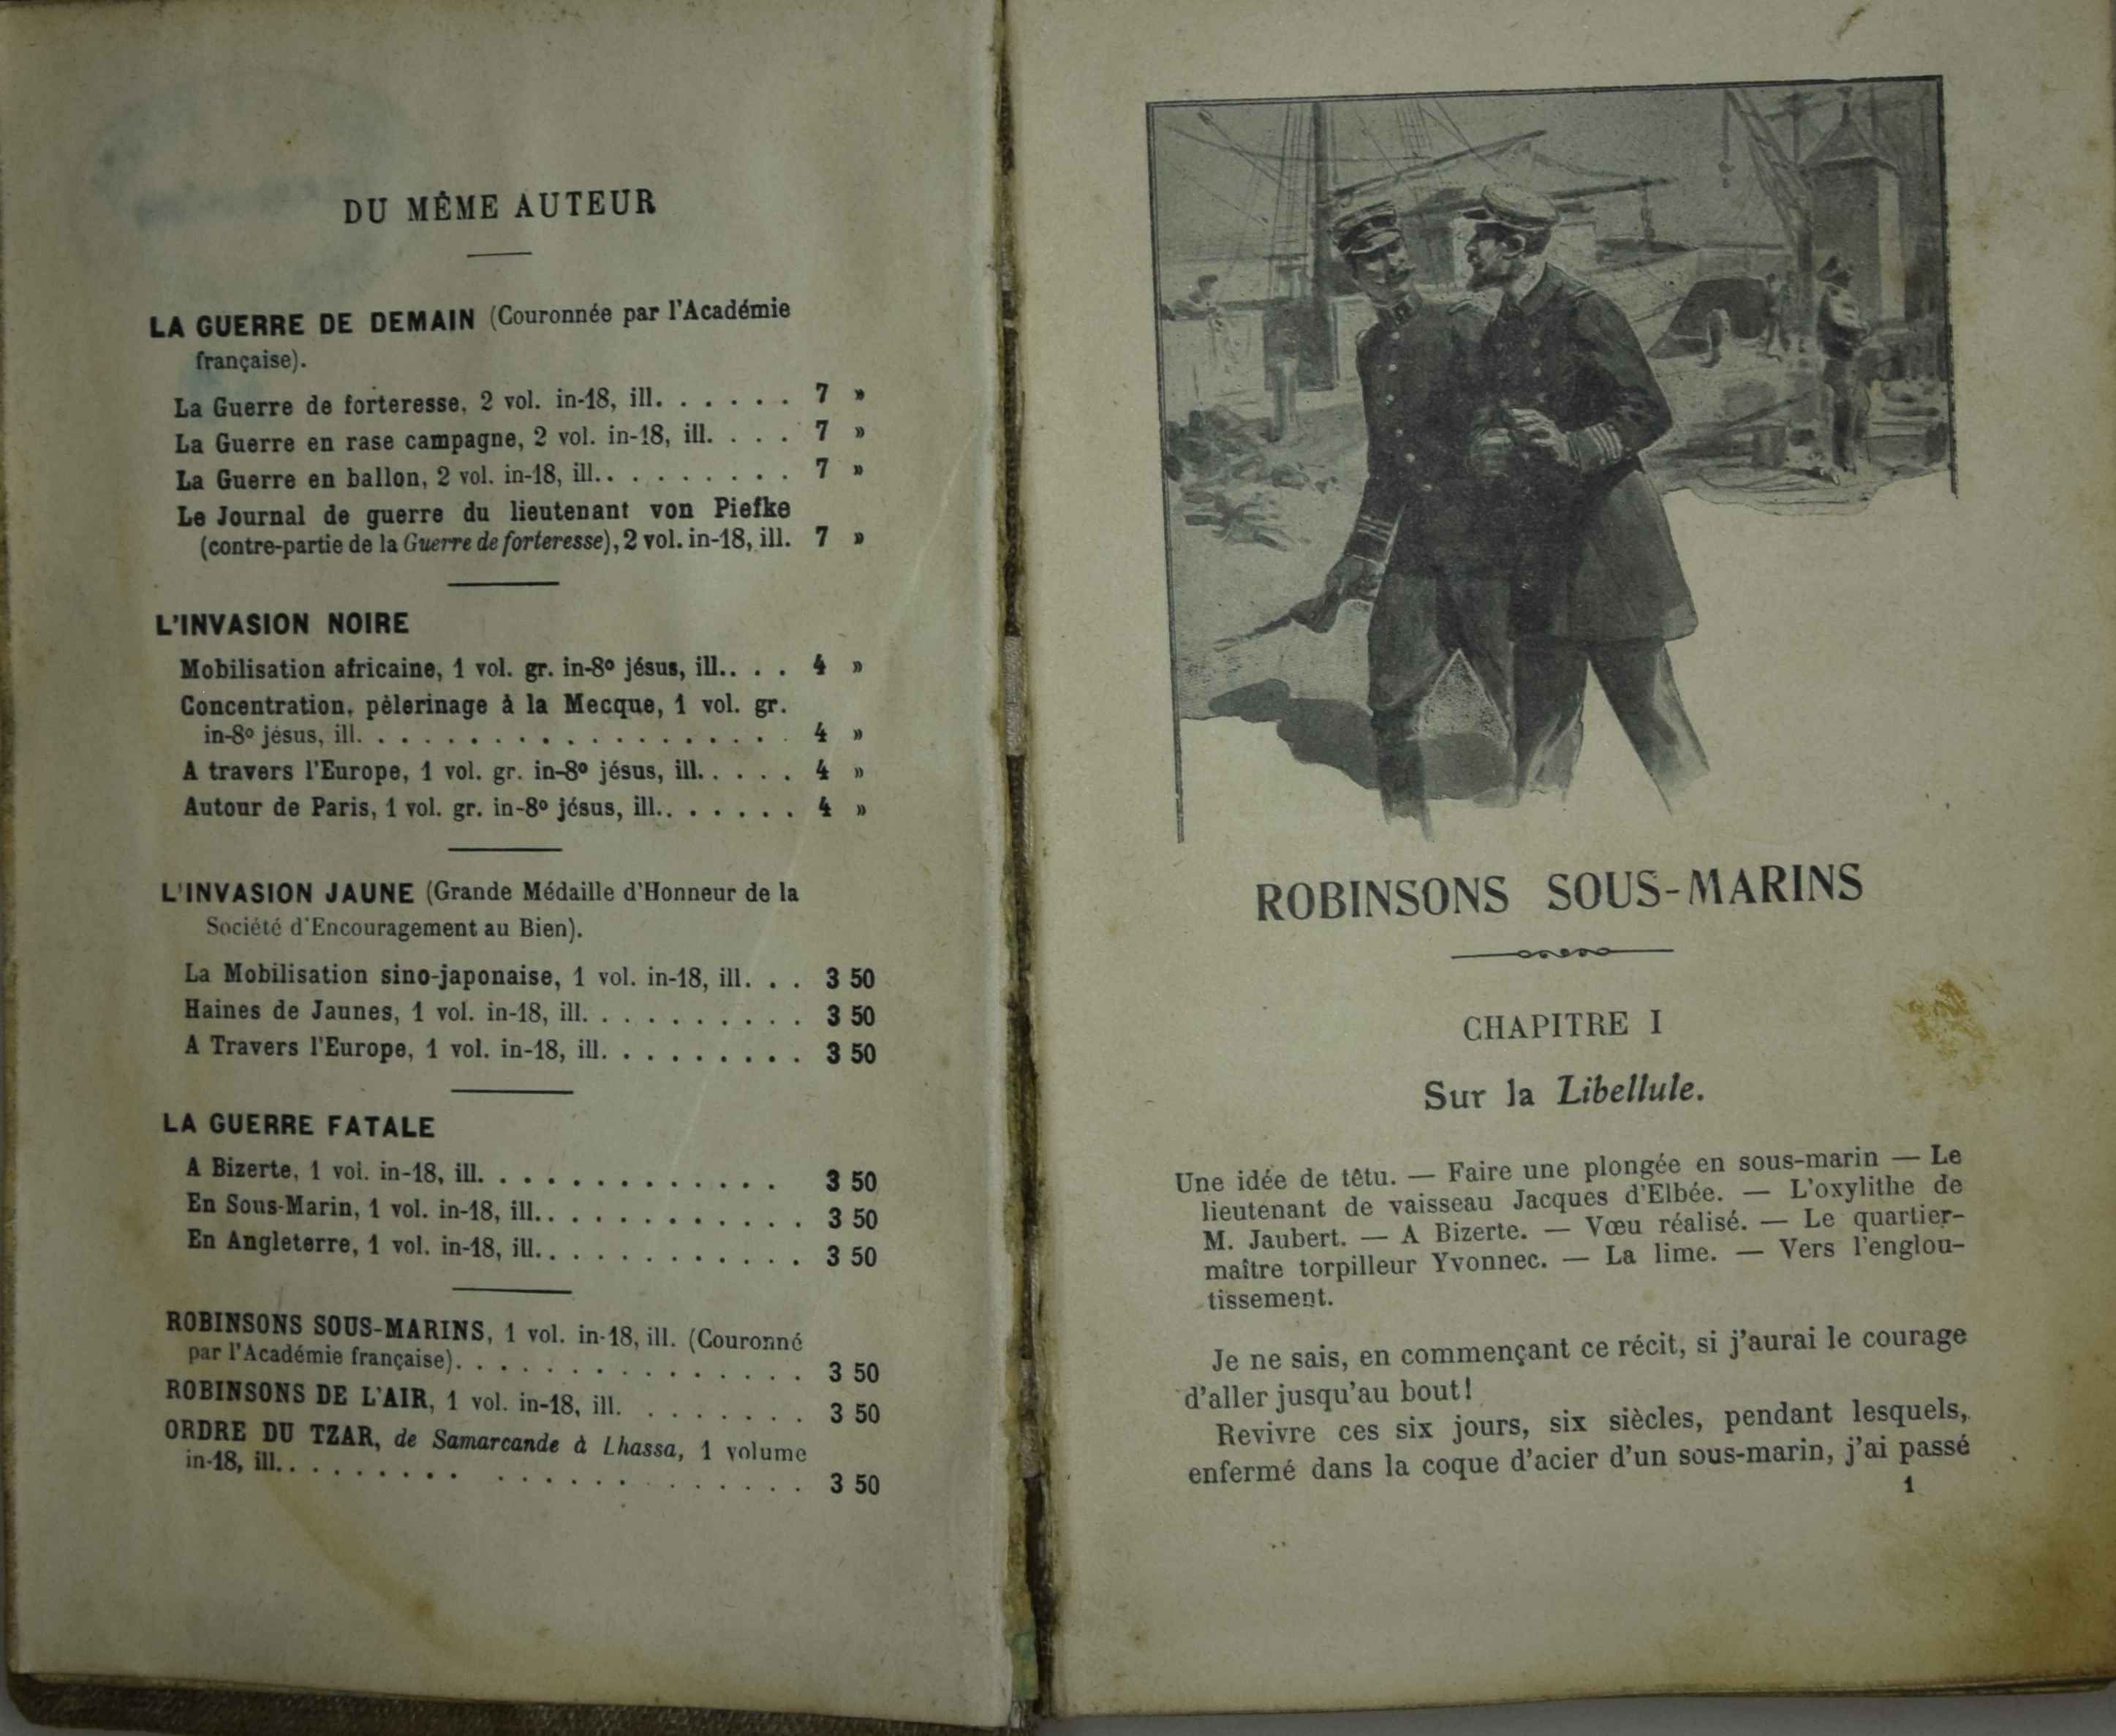 DU MÊME AUTEUR
LA GUERRE DE DEMAIN (Couronnée par l'Académie
française).
La Guerre de forteresse, 2 vol. in-18, ill. . . . . . . 7 »
La Guerre en rase campagne, 2 vol. in-18, ill. . . . . 7 »
La Guerre en ballon, 2 vol. in-18, ill. . . . . . . . . 7 »
Le Journal de guerre du lieutenant von Piefke
(contre-partie de la Guerre de forteresse), 2 vol. in-18, ill. 7 »
L'INVASION NOIRE
Mobilisation africaine, 1 vol. gr. in-8º jésus, ill. . . . 4 »
Concentration, pèlerinage à la Mecque, 1 vol. gr.
in-8º jésus, ill. . . . . . . . . . . . . . . . . . . 4 »
A travers l'Europe, 1 vol. gr. in-8º jésus, ill. . . . . 4 »
Autour de Paris, 1 vol. gr. in-8º jésus, ill. . . . . . . 4 »
L'INVASION JAUNE (Grande Médaille d'Honneur de la
Société d'Encouragement au Bien).
La Mobilisation sino-japonaise, 1 vol. in-18, ill. . . 3 50
Haines de Jaunes, 1 vol. in-18, ill. . . . . . . . . . 3 50
A Travers l'Europe, 1 vol. in-18, ill. . . . . . . . . 3 50
LA GUERRE FATALE
A Bizerte, 1 vol. in-18, ill. . . . . . . . . . . . . . 3 50
En Sous-Marin, 1 vol. in-18, ill. . . . . . . . . . . . . 3 50
En Angleterre, 1 vol. in-18, ill. . . . . . . . . . . . . 3 50
ROBINSONS SOUS-MARINS, 1 vol. in-18, ill. (Couronné
par l'Académie française). . . . . . . . . . . . . . . 3 50
ROBINSONS DE L'AIR, 1 vol. in-18, ill. . . . . . . . 3 50
ORDRE DU TZAR, de Samarcande à Lhassa, 1 volume
in-18, ill. . . . . . . . . . . . . . . . . . . . . . . 3 50
ROBINSONS SOUS-MARINS
CHAPITRE I
Sur la Libellule.
Une idée de têtu. — Faire une plongée en sous-marin — Le
lieutenant de vaisseau Jacques d'Elbée. — L'oxylithe de
M. Jaubert. — A Bizerte. — Vœu réalisé. — Le quartier-
maître torpilleur Yvonnec. — La lime. — Vers l'englou-
tissement.
Je ne sais, en commençant ce récit, si j'aurai le courage
d'aller jusqu'au bout!
Revivre ces six jours, six siècles, pendant lesquels,
enfermé dans la coque d'acier d'un sous-marin, j'ai passé
1